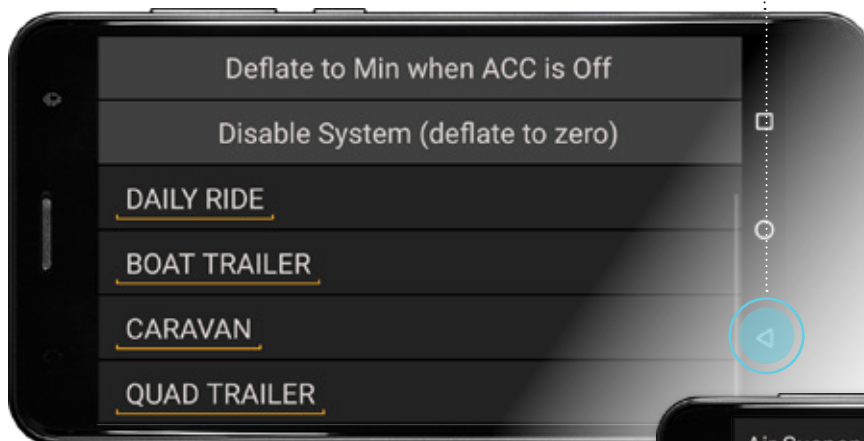 Deflate to Min when ACC is Off
Disable System (deflate to zero)
DAILY RIDE
BOAT TRAILER
CARAVAN
QUAD TRAILER